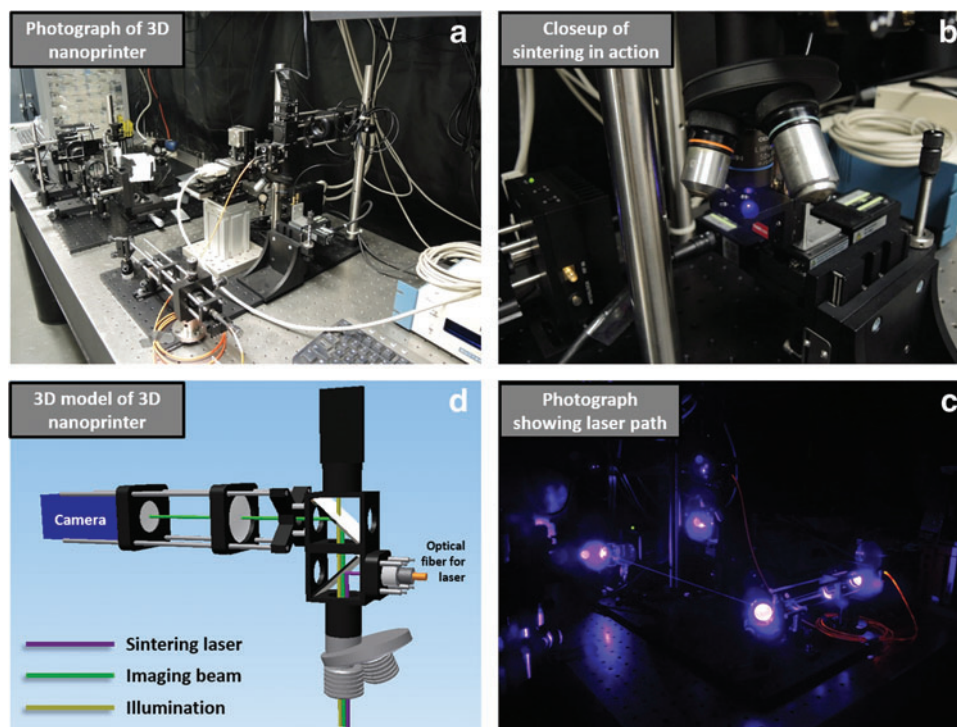 Photograph of 3D
nanoprinter
a
Closeup of
sintering in action
b
3D model of 3D
nanoprinter
d
Camera
Optical
fiber for
laser
Sintering laser
Imaging beam
Illumination
Photograph
showing laser path
c